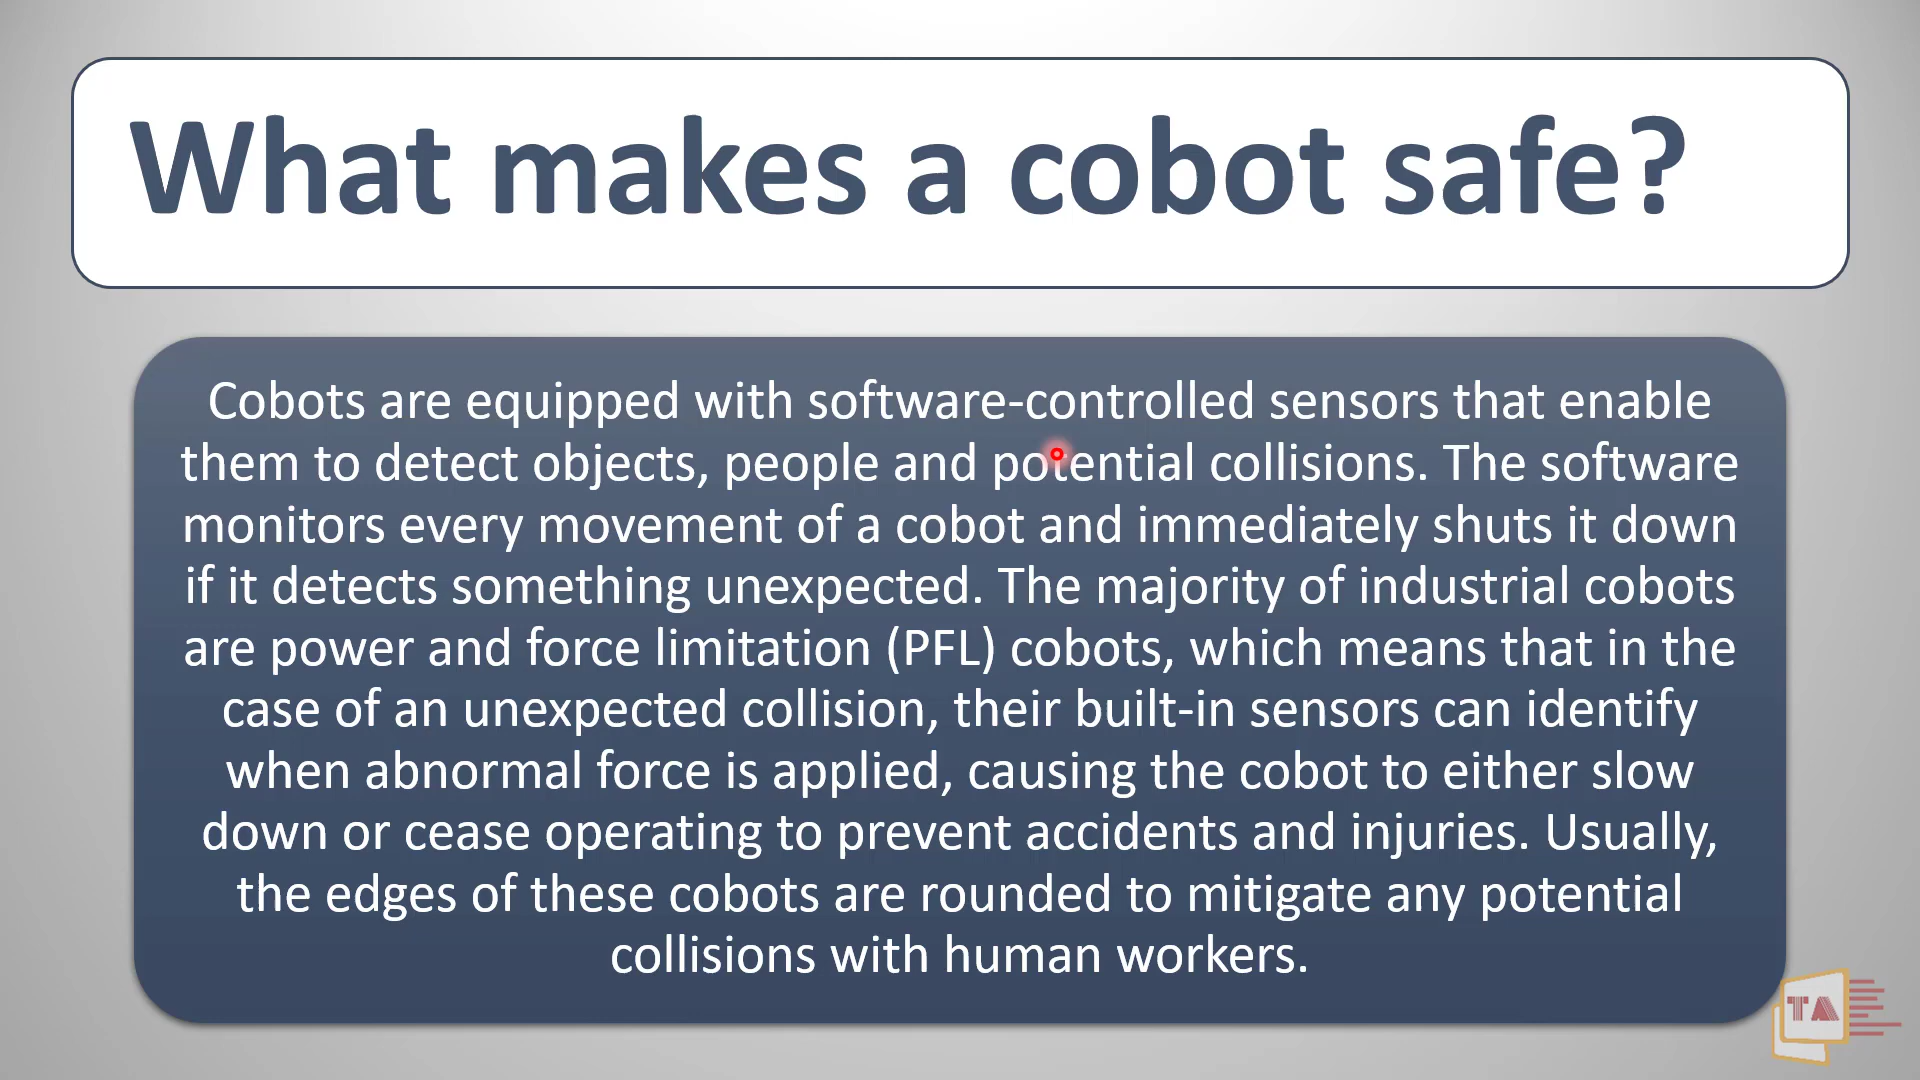 What makes a cobot safe?
Cobots are equipped with software-controlled sensors that enable
them to detect objects, people and potential collisions. The software
monitors every movement of a cobot and immediately shuts it down
if it detects something unexpected. The majority of industrial cobots
are power and force limitation (PFL) cobots, which means that in the
case of an unexpected collision, their built-in sensors can identify
when abnormal force is applied, causing the cobot to either slow
down or cease operating to prevent accidents and injuries. Usually,
the edges of these cobots are rounded to mitigate any potential
collisions with human workers.
TA